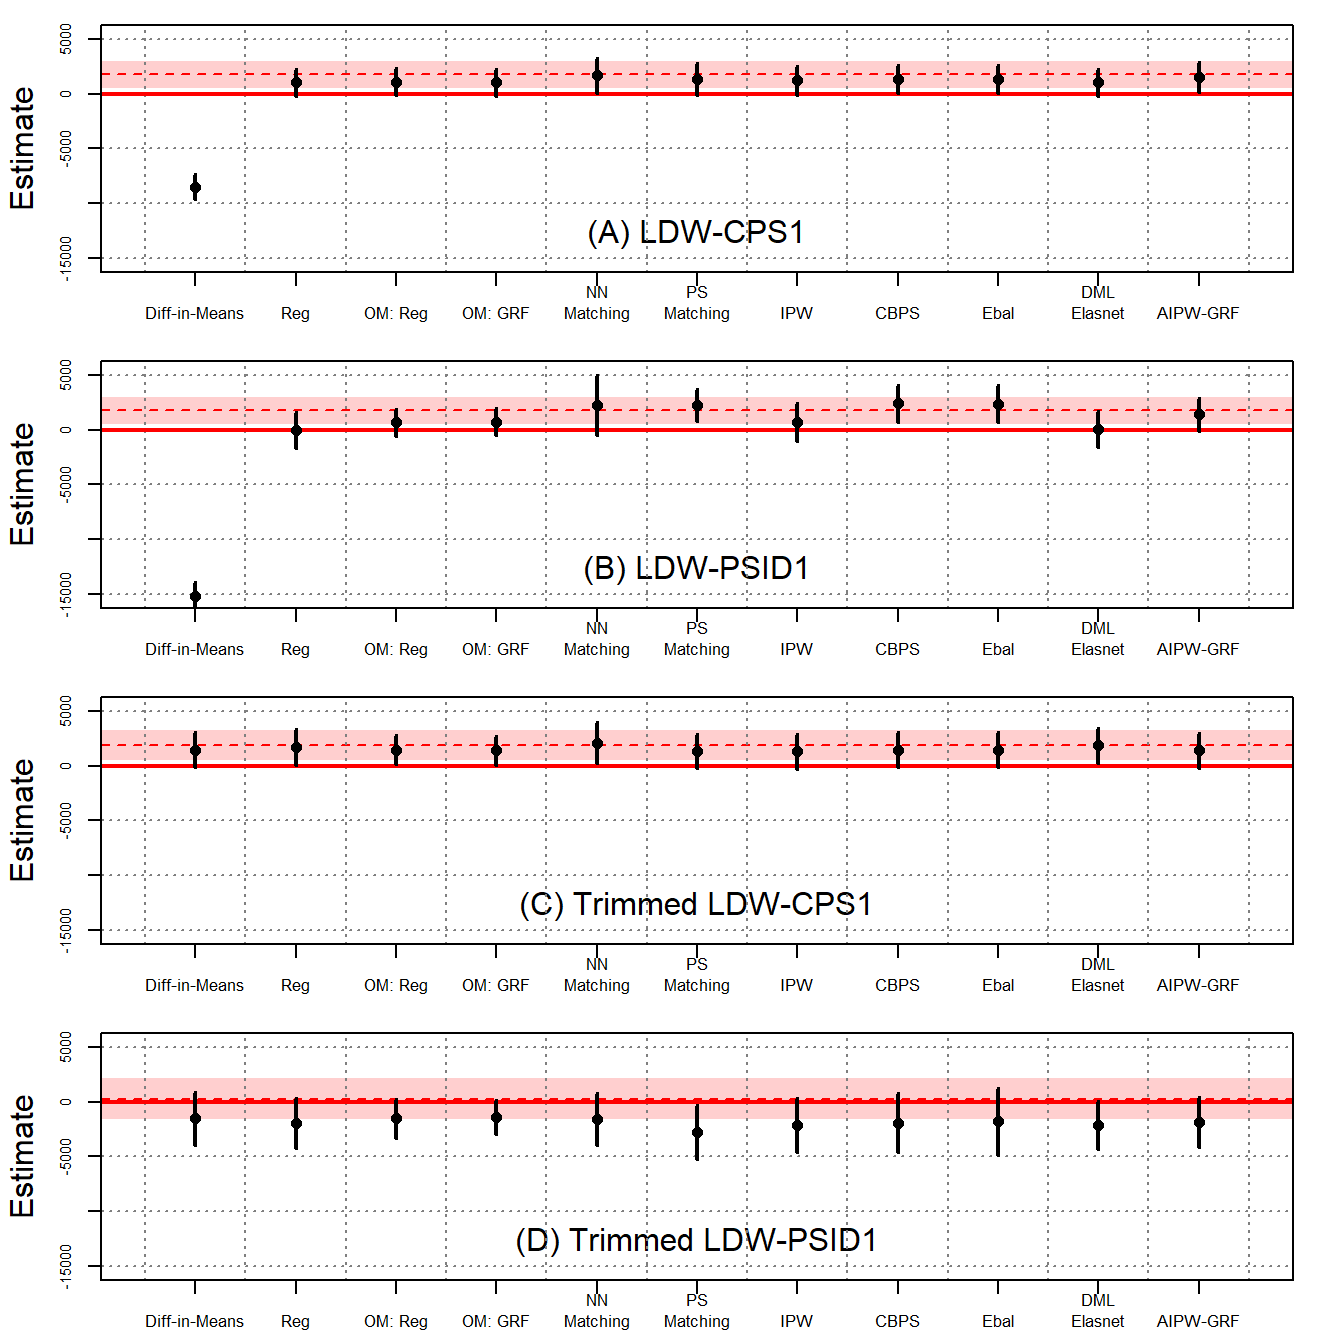 Estimate
5000
0
-5000
-15000
(A) LDW-CPS1
Diff-in-Means Reg OM: Reg OM: GRF NN Matching PS Matching IPW CBPS Ebal DML Elasnet AIPW-GRF
Estimate
5000
0
-5000
-15000
(B) LDW-PSID1
Diff-in-Means Reg OM: Reg OM: GRF NN Matching PS Matching IPW CBPS Ebal DML Elasnet AIPW-GRF
Estimate
5000
0
-5000
-15000
(C) Trimmed LDW-CPS1
Diff-in-Means Reg OM: Reg OM: GRF NN Matching PS Matching IPW CBPS Ebal DML Elasnet AIPW-GRF
Estimate
5000
0
-5000
-15000
(D) Trimmed LDW-PSID1
Diff-in-Means Reg OM: Reg OM: GRF NN Matching PS Matching IPW CBPS Ebal DML Elasnet AIPW-GRF